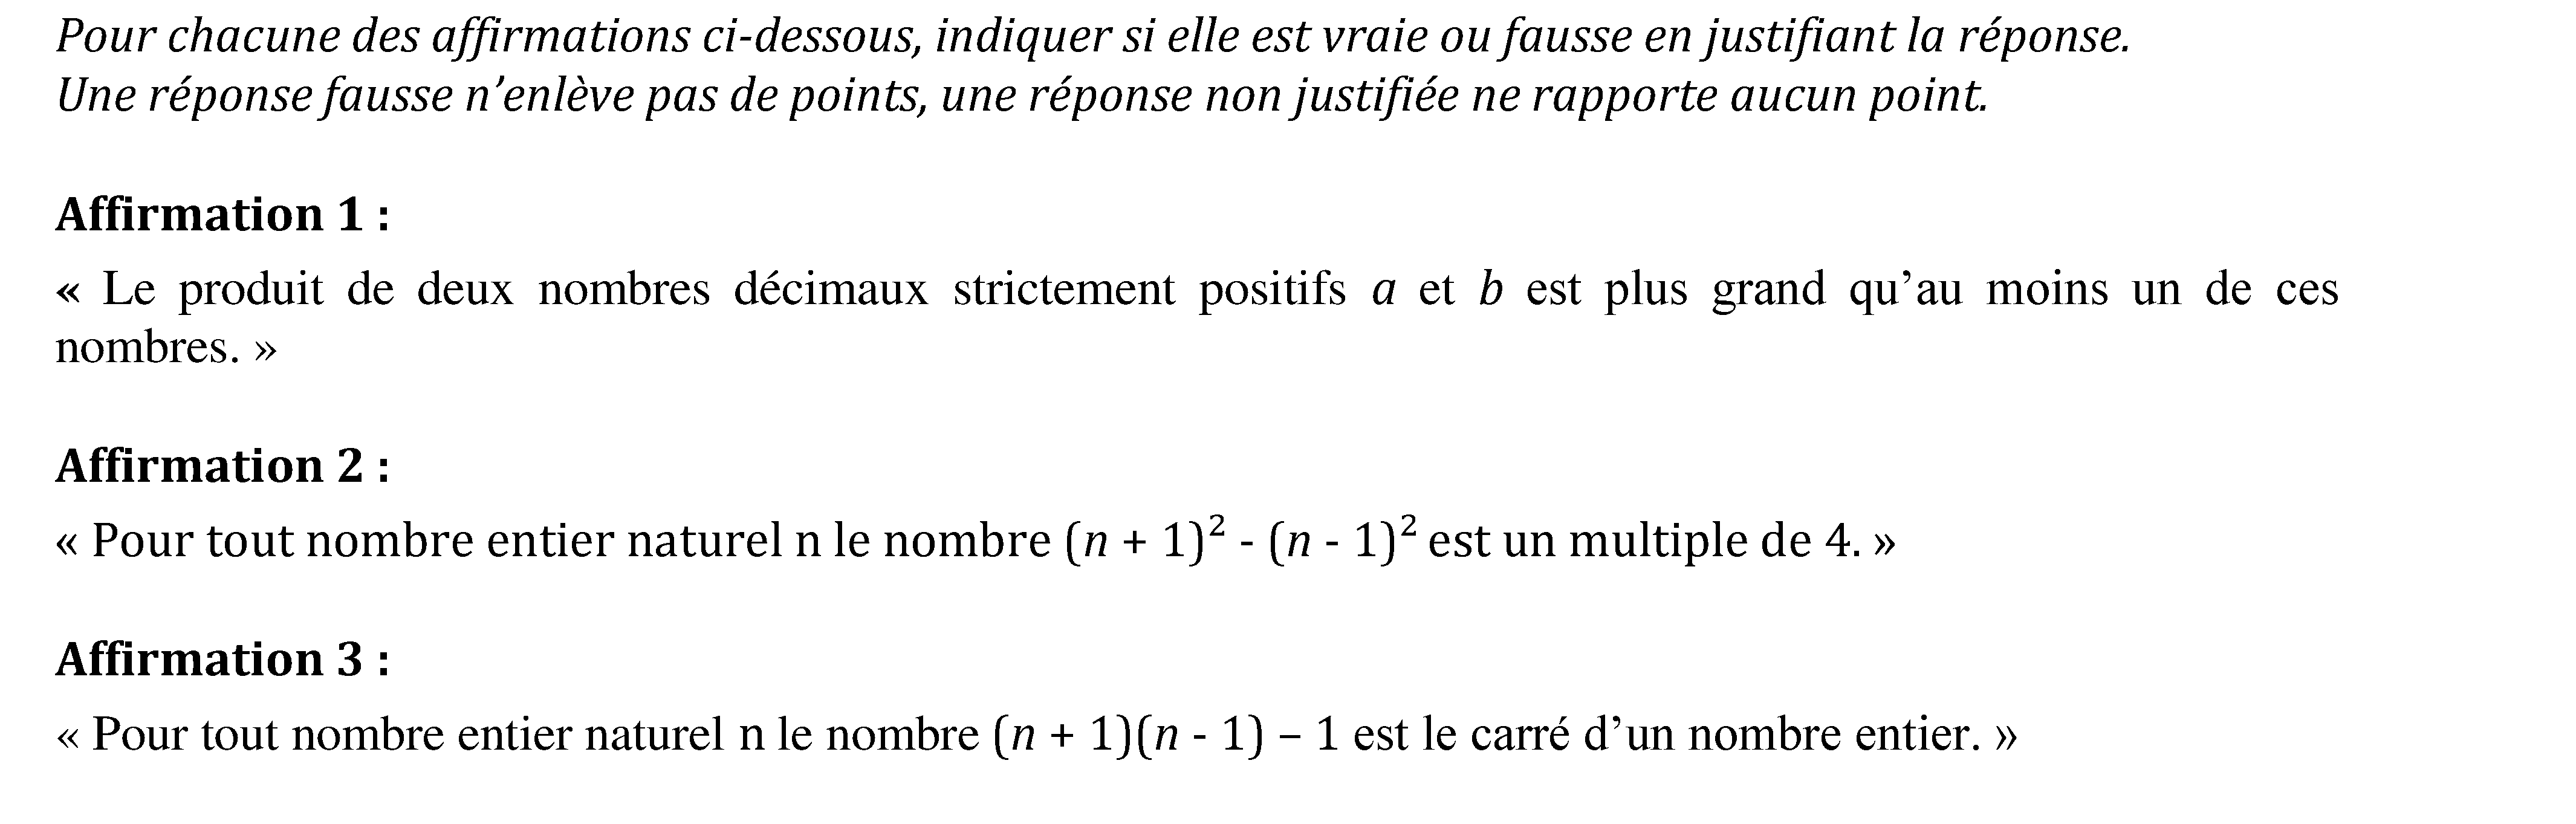 Pour chacune des affirmations ci-dessous, indiquer si elle est vraie ou fausse en justifiant la réponse.
Une réponse fausse n’enlève pas de points, une réponse non justifiée ne rapporte aucun point.
Affirmation 1 :
« Le produit de deux nombres décimaux strictement positifs a et b est plus grand qu’au moins un de ces
nombres. »
Affirmation 2 :
« Pour tout nombre entier naturel n le nombre (n + 1)² - (n - 1)² est un multiple de 4. »
Affirmation 3 :
« Pour tout nombre entier naturel n le nombre (n + 1)(n - 1) – 1 est le carré d’un nombre entier. »